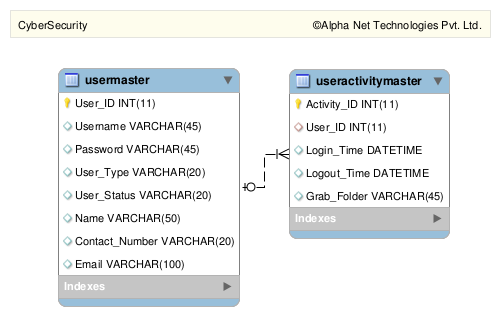 CyberSecurity ©Alpha Net Technologies Pvt. Ltd.
usermaster
User_ID INT(11)
Username VARCHAR(45)
Password VARCHAR(45)
User_Type VARCHAR(20)
User_Status VARCHAR(20)
Name VARCHAR(50)
Contact_Number VARCHAR(20)
Email VARCHAR(100)
Indexes
useractivitymaster
Activity_ID INT(11)
User_ID INT(11)
Login_Time DATETIME
Logout_Time DATETIME
Grab_Folder VARCHAR(45)
Indexes